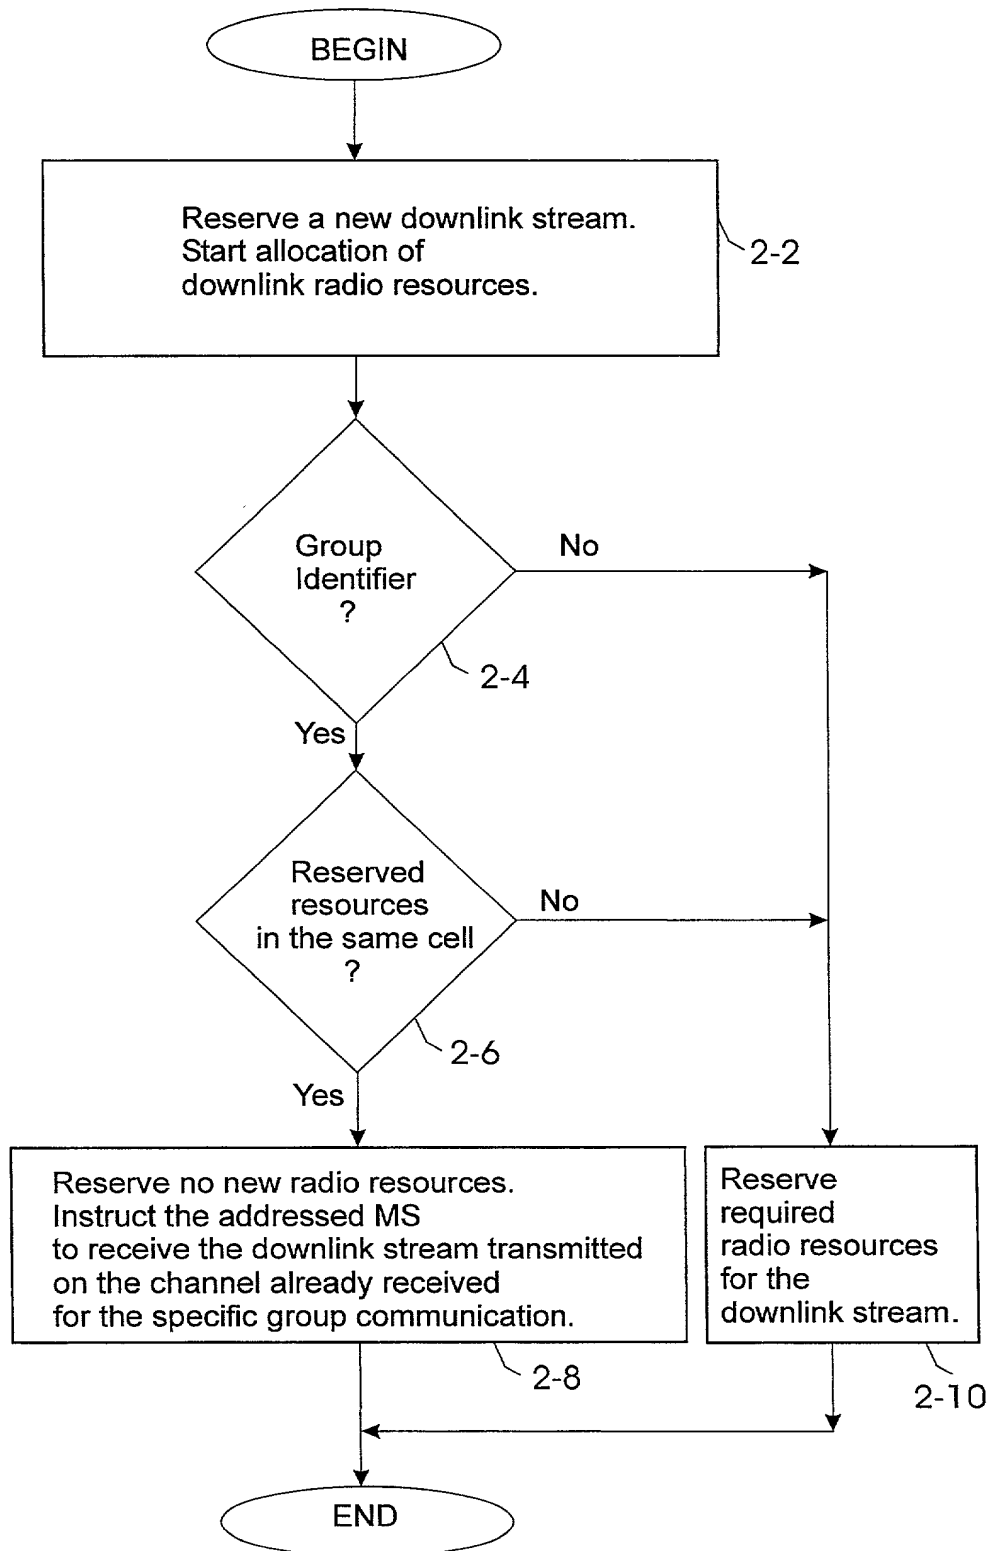 BEGIN
Reserve a new downlink stream.
Start allocation of
downlink radio resources.
2-2
Group
Identifier
?
No
2-4
Yes
Reserved
resources
in the same cell
?
No
2-6
Yes
Reserve no new radio resources.
Instruct the addressed MS
to receive the downlink stream transmitted
on the channel already received
for the specific group communication.
2-8
Reserve
required
radio resources
for the
downlink stream.
2-10
END